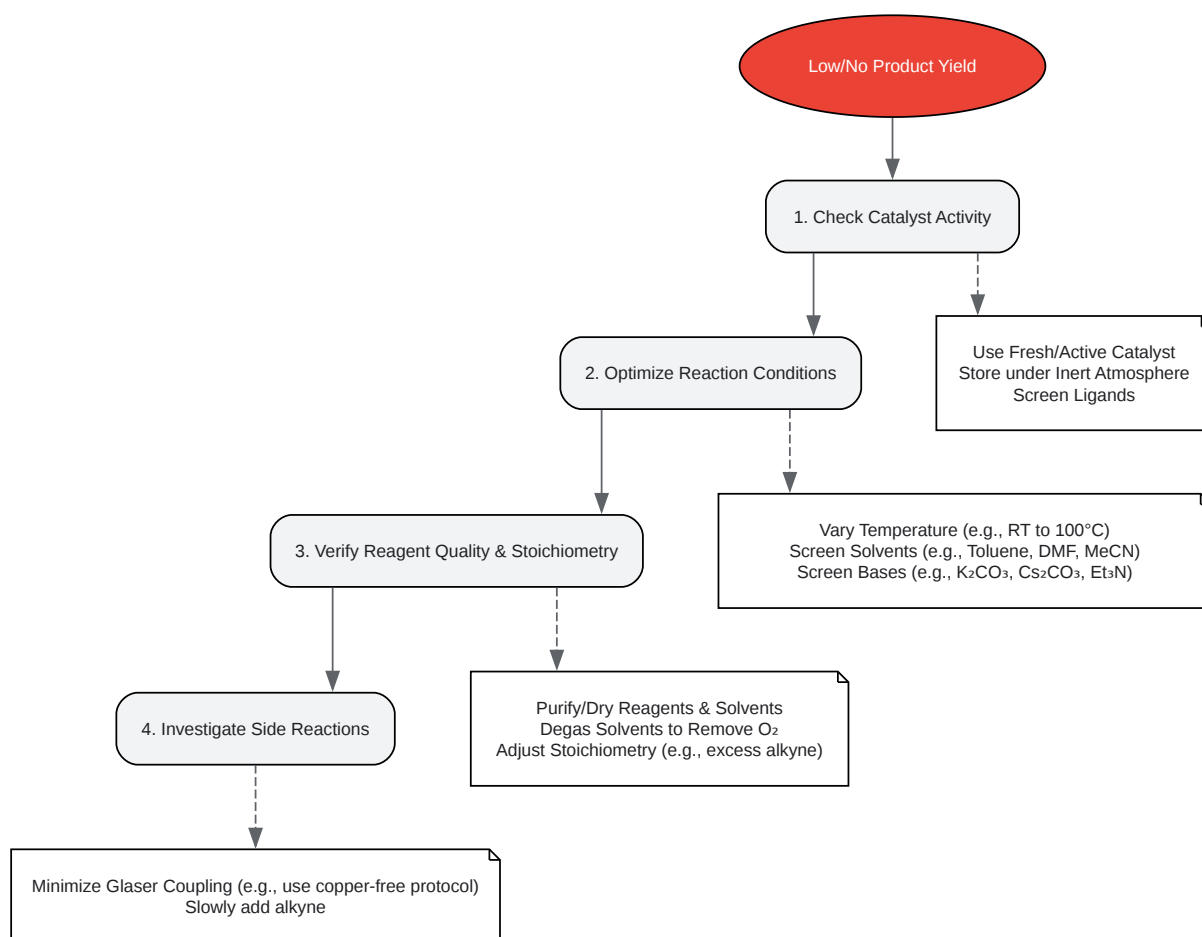 Low/No Product Yield
1. Check Catalyst Activity
Use Fresh/Active Catalyst
Store under Inert Atmosphere
Screen Ligands
2. Optimize Reaction Conditions
Vary Temperature (e.g., RT to 100°C)
Screen Solvents (e.g., Toluene, DMF, MeCN)
Screen Bases (e.g., K₂CO₃, Cs₂CO₃, Et₃N)
3. Verify Reagent Quality & Stoichiometry
Purify/Dry Reagents & Solvents
Degas Solvents to Remove O₂
Adjust Stoichiometry (e.g., excess alkyne)
4. Investigate Side Reactions
Minimize Glaser Coupling (e.g., use copper-free protocol)
Slowly add alkyne